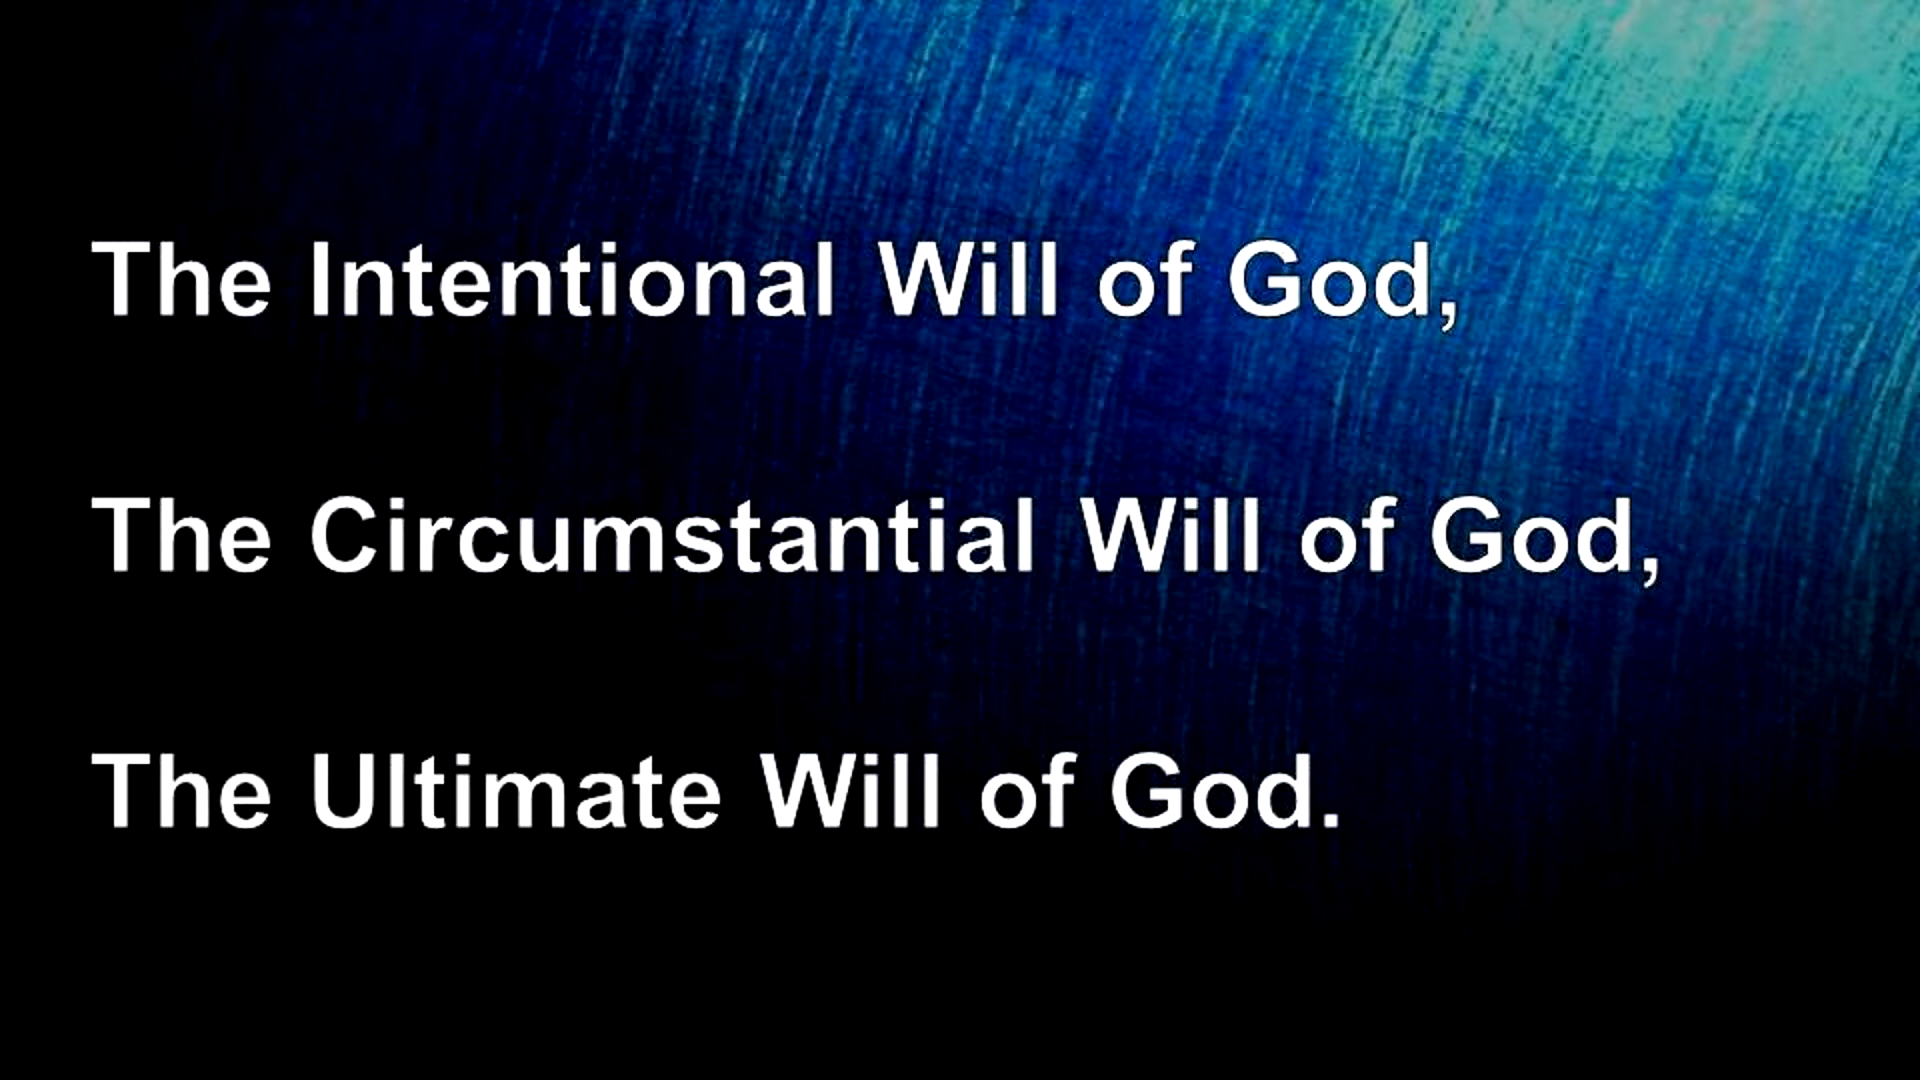 The Intentional Will of God,
The Circumstantial Will of God,
The Ultimate Will of God.